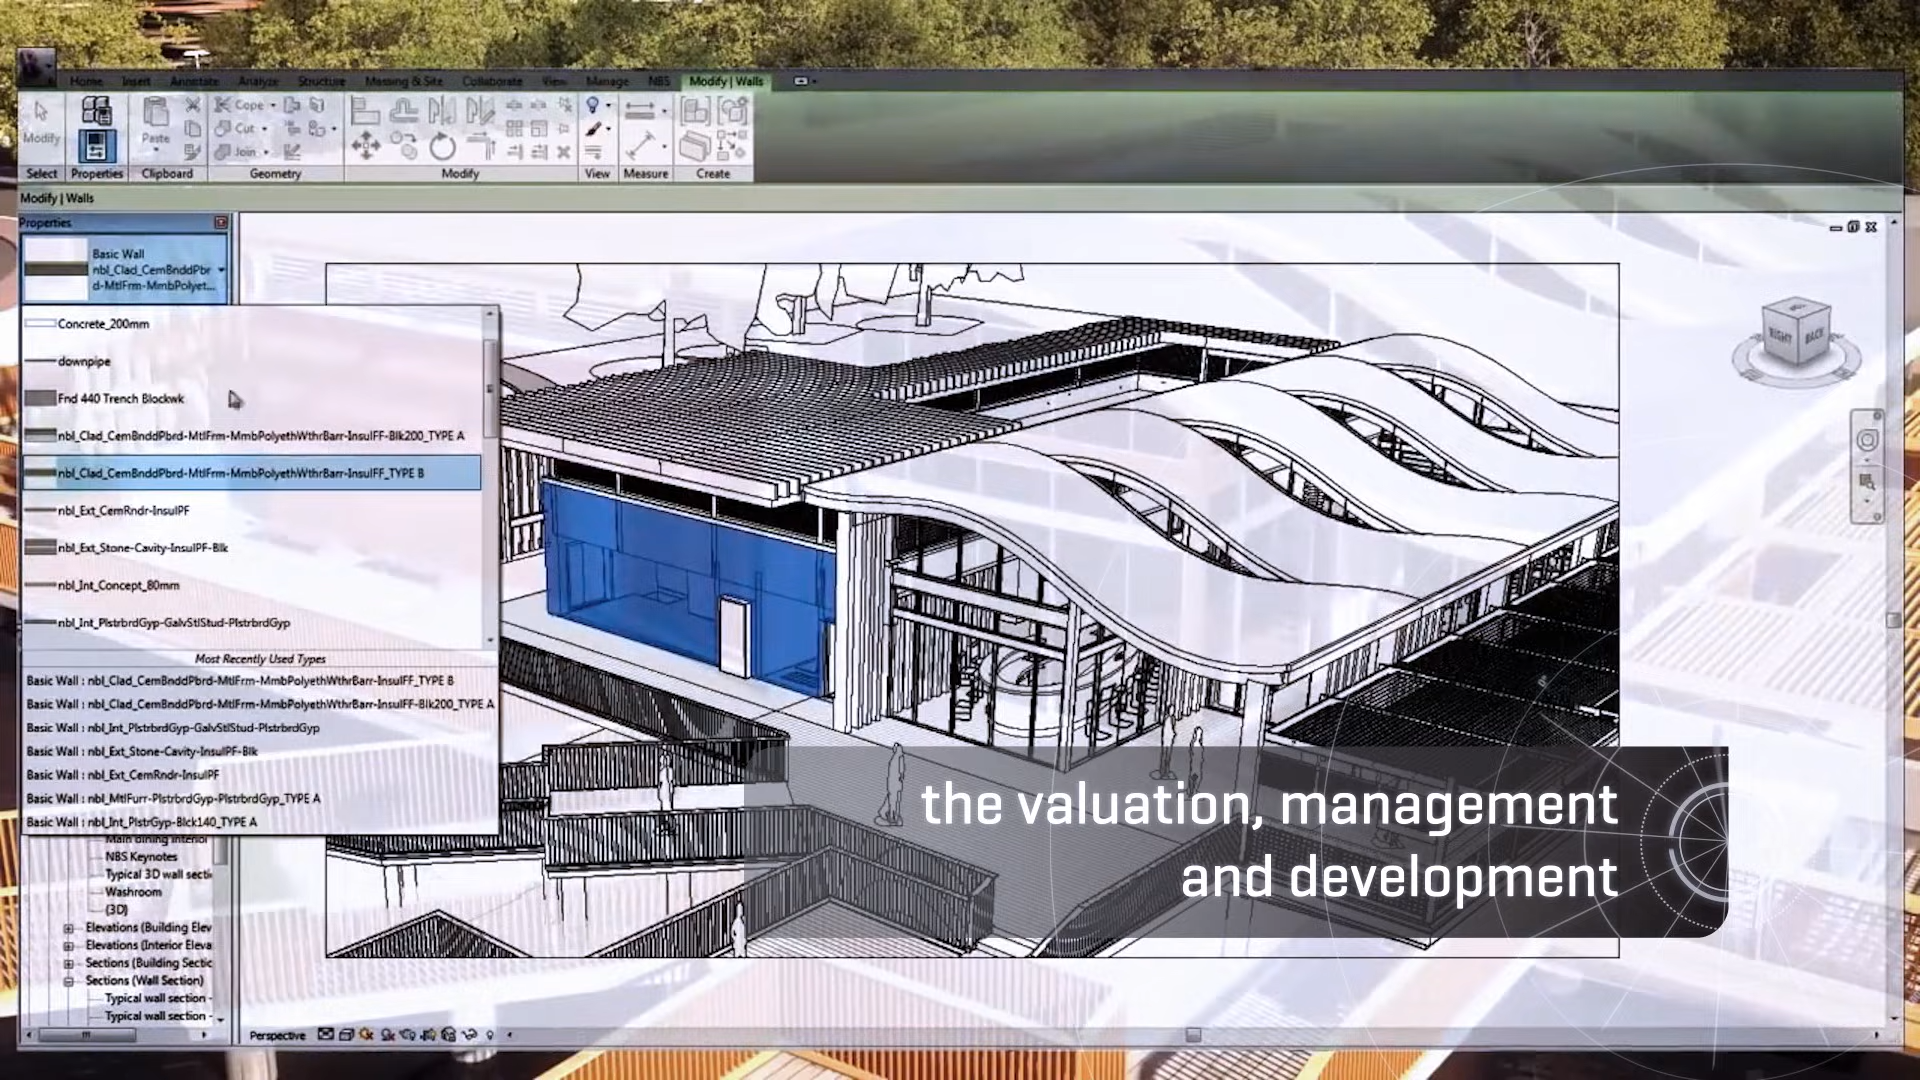 Home Insert Annotate Analyze Structure Massing & Site Collaborate View Manage NBS Modify | Walls
Modify
Paste
Cope
Cut
Join
Select Properties Clipboard Geometry Modify View Measure Create
Modify | Walls
Properties
Basic Wall
nbl_Clad_CemBnddPbr
d-MtlFrm-MmbPolyet...
Concrete_200mm
downpipe
Fnd 440 Trench Blockwk
nbl_Clad_CemBnddPbrd-MtlFrm-MmbPolyethWthrBarr-InsulFF-Blk200_TYPE A
nbl_Clad_CemBnddPbrd-MtlFrm-MmbPolyethWthrBarr-InsulFF_TYPE B
nbl_Ext_CemRndr-InsulPF
nbl_Ext_Stone-Cavity-InsulPF-Blk
nbl_Int_Concept_80mm
nbl_Int_PlstrbrdGyp-GalvStlStud-PlstrbrdGyp
Most Recently Used Types
Basic Wall : nbl_Clad_CemBnddPbrd-MtlFrm-MmbPolyethWthrBarr-InsulFF_TYPE B
Basic Wall : nbl_Clad_CemBnddPbrd-MtlFrm-MmbPolyethWthrBarr-InsulFF-Blk200_TYPE A
Basic Wall : nbl_Int_PlstrbrdGyp-GalvStlStud-PlstrbrdGyp
Basic Wall : nbl_Ext_Stone-Cavity-InsulPF-Blk
Basic Wall : nbl_Ext_CemRndr-InsulPF
Basic Wall : nbl_MtlFurr-PlstrbrdGyp-PlstrbrdGyp_TYPE A
Basic Wall : nbl_Int_PlstrGyp-Blck140_TYPE A
Main dining interior
NBS Keynotes
Typical 3D wall secti
Washroom
{3D}
Elevations (Building Elev
Elevations (Interior Eleva
Sections (Building Sectic
Sections (Wall Section)
Typical wall section -
Typical wall section -
Perspective
RIGHT BACK
the valuation, management
and development